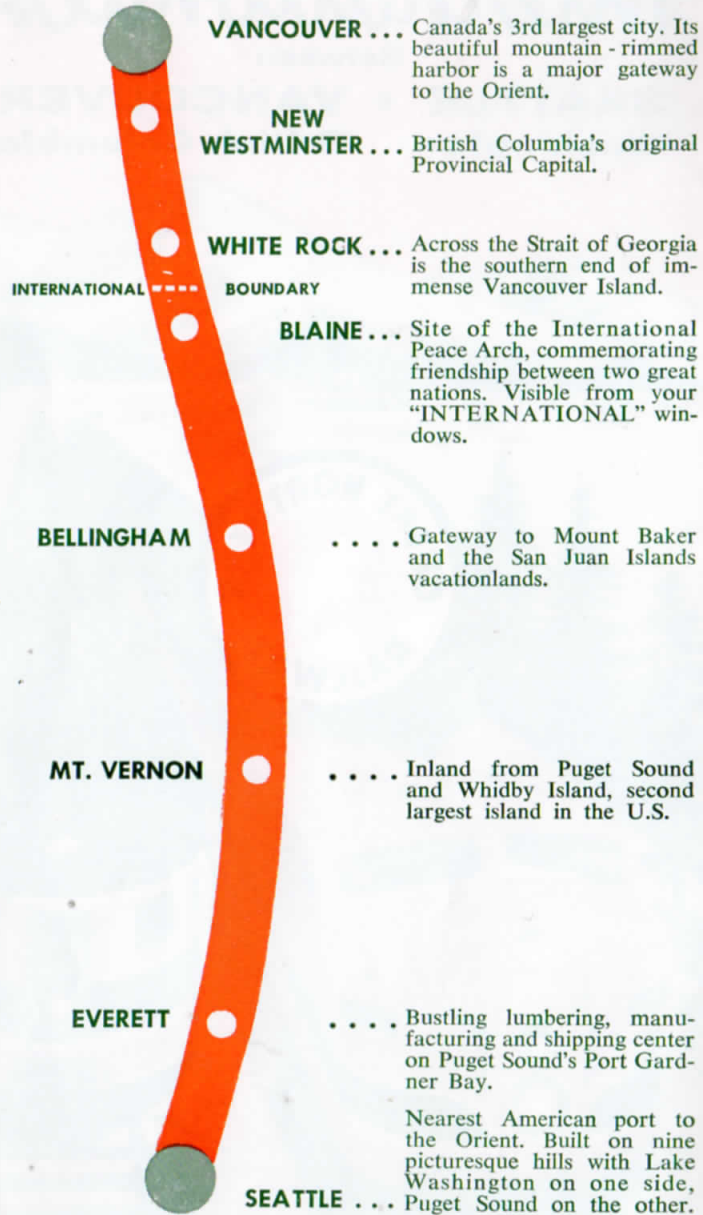 VANCOUVER ... Canada's 3rd largest city. Its
beautiful mountain - rimmed
harbor is a major gateway
to the Orient.
NEW
WESTMINSTER ... British Columbia's original
Provincial Capital.
WHITE ROCK ... Across the Strait of Georgia
is the southern end of im-
mense Vancouver Island.
INTERNATIONAL BOUNDARY
BLAINE ... Site of the International
Peace Arch, commemorating
friendship between two great
nations. Visible from your
"INTERNATIONAL" win-
dows.
BELLINGHAM .... Gateway to Mount Baker
and the San Juan Islands
vacationlands.
MT. VERNON .... Inland from Puget Sound
and Whidby Island, second
largest island in the U.S.
EVERETT .... Bustling lumbering, manu-
facturing and shipping center
on Puget Sound's Port Gard-
ner Bay.
Nearest American port to
the Orient. Built on nine
picturesque hills with Lake
Washington on one side,
SEATTLE ... Puget Sound on the other.